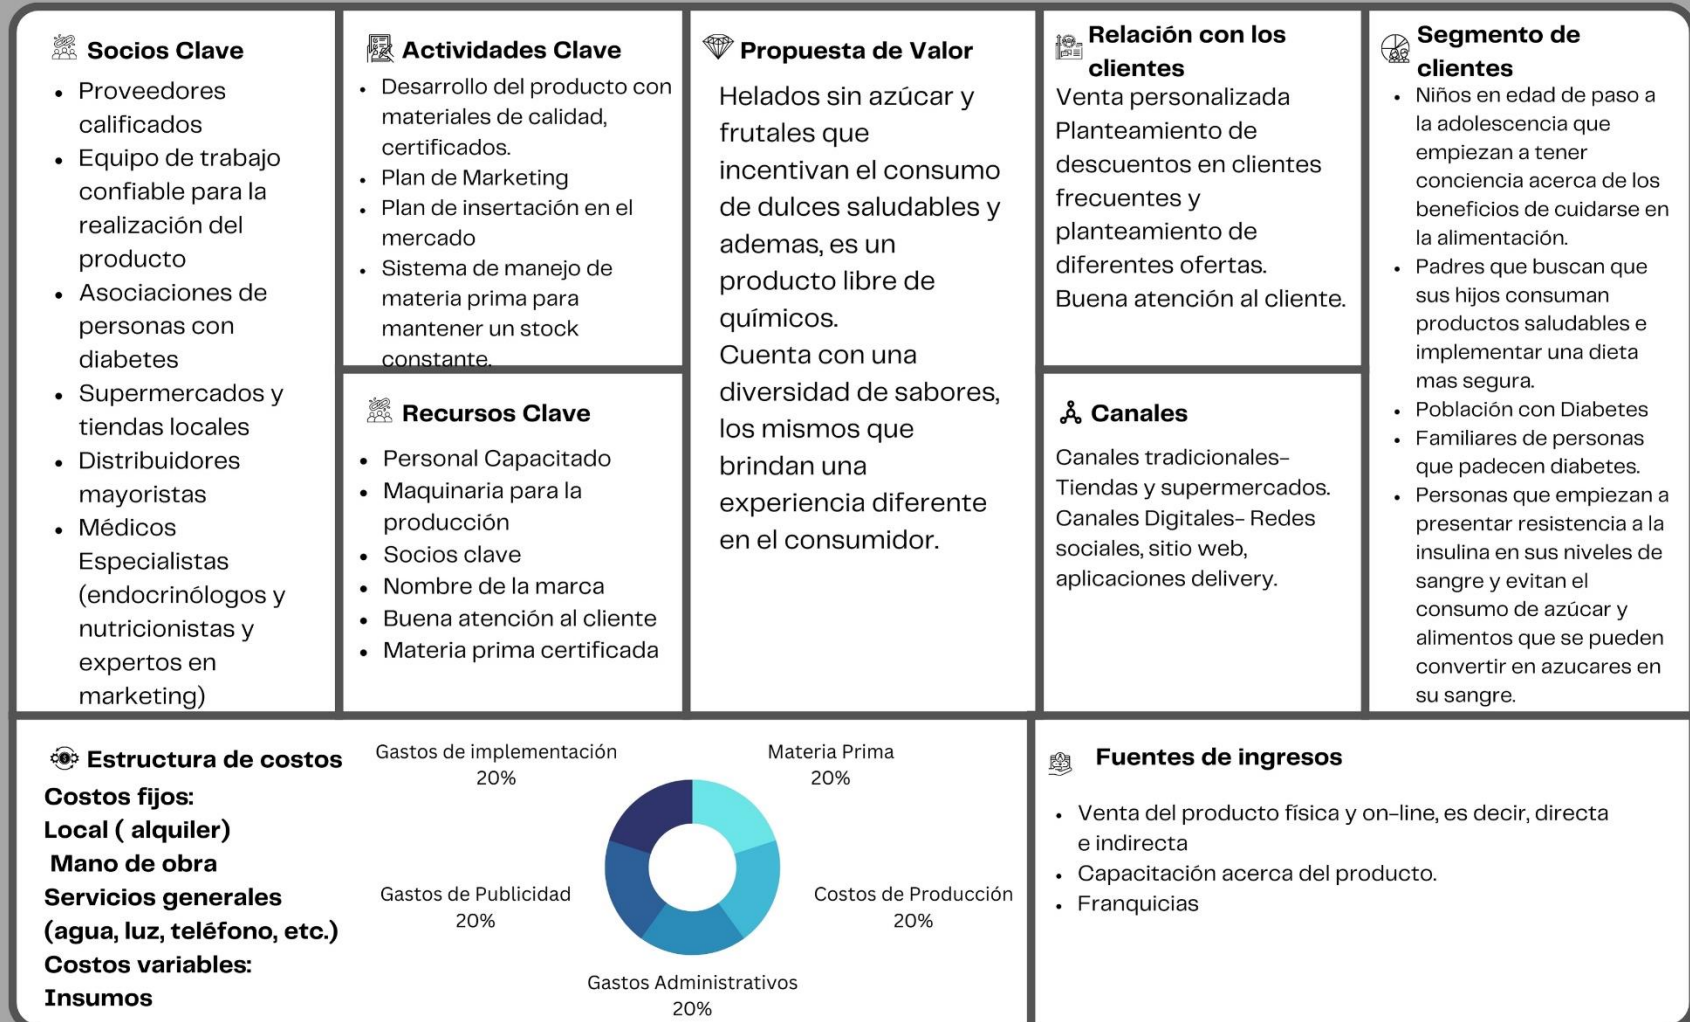 Socios Clave
Proveedores
calificados
Equipo de trabajo
confiable para la
realización del
producto
Asociaciones de
personas con
diabetes
Supermercados y
tiendas locales
Distribuidores
mayoristas
Médicos
Especialistas
(endocrinólogos y
nutricionistas y
expertos en
marketing)
Actividades Clave
Desarrollo del producto con
materiales de calidad,
certificados.
Plan de Marketing
Plan de insertación en el
mercado
Sistema de manejo de
materia prima para
mantener un stock
constante.
Recursos Clave
Personal Capacitado
Maquinaria para la
producción
Socios clave
Nombre de la marca
Buena atención al cliente
Materia prima certificada
Propuesta de Valor
Helados sin azúcar y
frutales que
incentivan el consumo
de dulces saludables y
ademas, es un
producto libre de
químicos.
Cuenta con una
diversidad de sabores,
los mismos que
brindan una
experiencia diferente
en el consumidor.
Relación con los
clientes
Venta personalizada
Planteamiento de
descuentos en clientes
frecuentes y
planteamiento de
diferentes ofertas.
Buena atención al cliente.
Canales
Canales tradicionales-
Tiendas y supermercados.
Canales Digitales- Redes
sociales, sitio web,
aplicaciones delivery.
Segmento de
clientes
Niños en edad de paso a
la adolescencia que
empiezan a tener
conciencia acerca de los
beneficios de cuidarse en
la alimentación.
Padres que buscan que
sus hijos consuman
productos saludables e
implementar una dieta
mas segura.
Población con Diabetes
Familiares de personas
que padecen diabetes.
Personas que empiezan a
presentar resistencia a la
insulina en sus niveles de
sangre y evitan el
consumo de azúcar y
alimentos que se pueden
convertir en azucares en
su sangre.
Estructura de costos
Costos fijos:
Local ( alquiler)
Mano de obra
Servicios generales
(agua, luz, teléfono, etc.)
Costos variables:
Insumos
Gastos de implementación
20%
Materia Prima
20%
Gastos de Publicidad
20%
Costos de Producción
20%
Gastos Administrativos
20%
Fuentes de ingresos
Venta del producto física y on-line, es decir, directa
e indirecta
Capacitación acerca del producto.
Franquicias